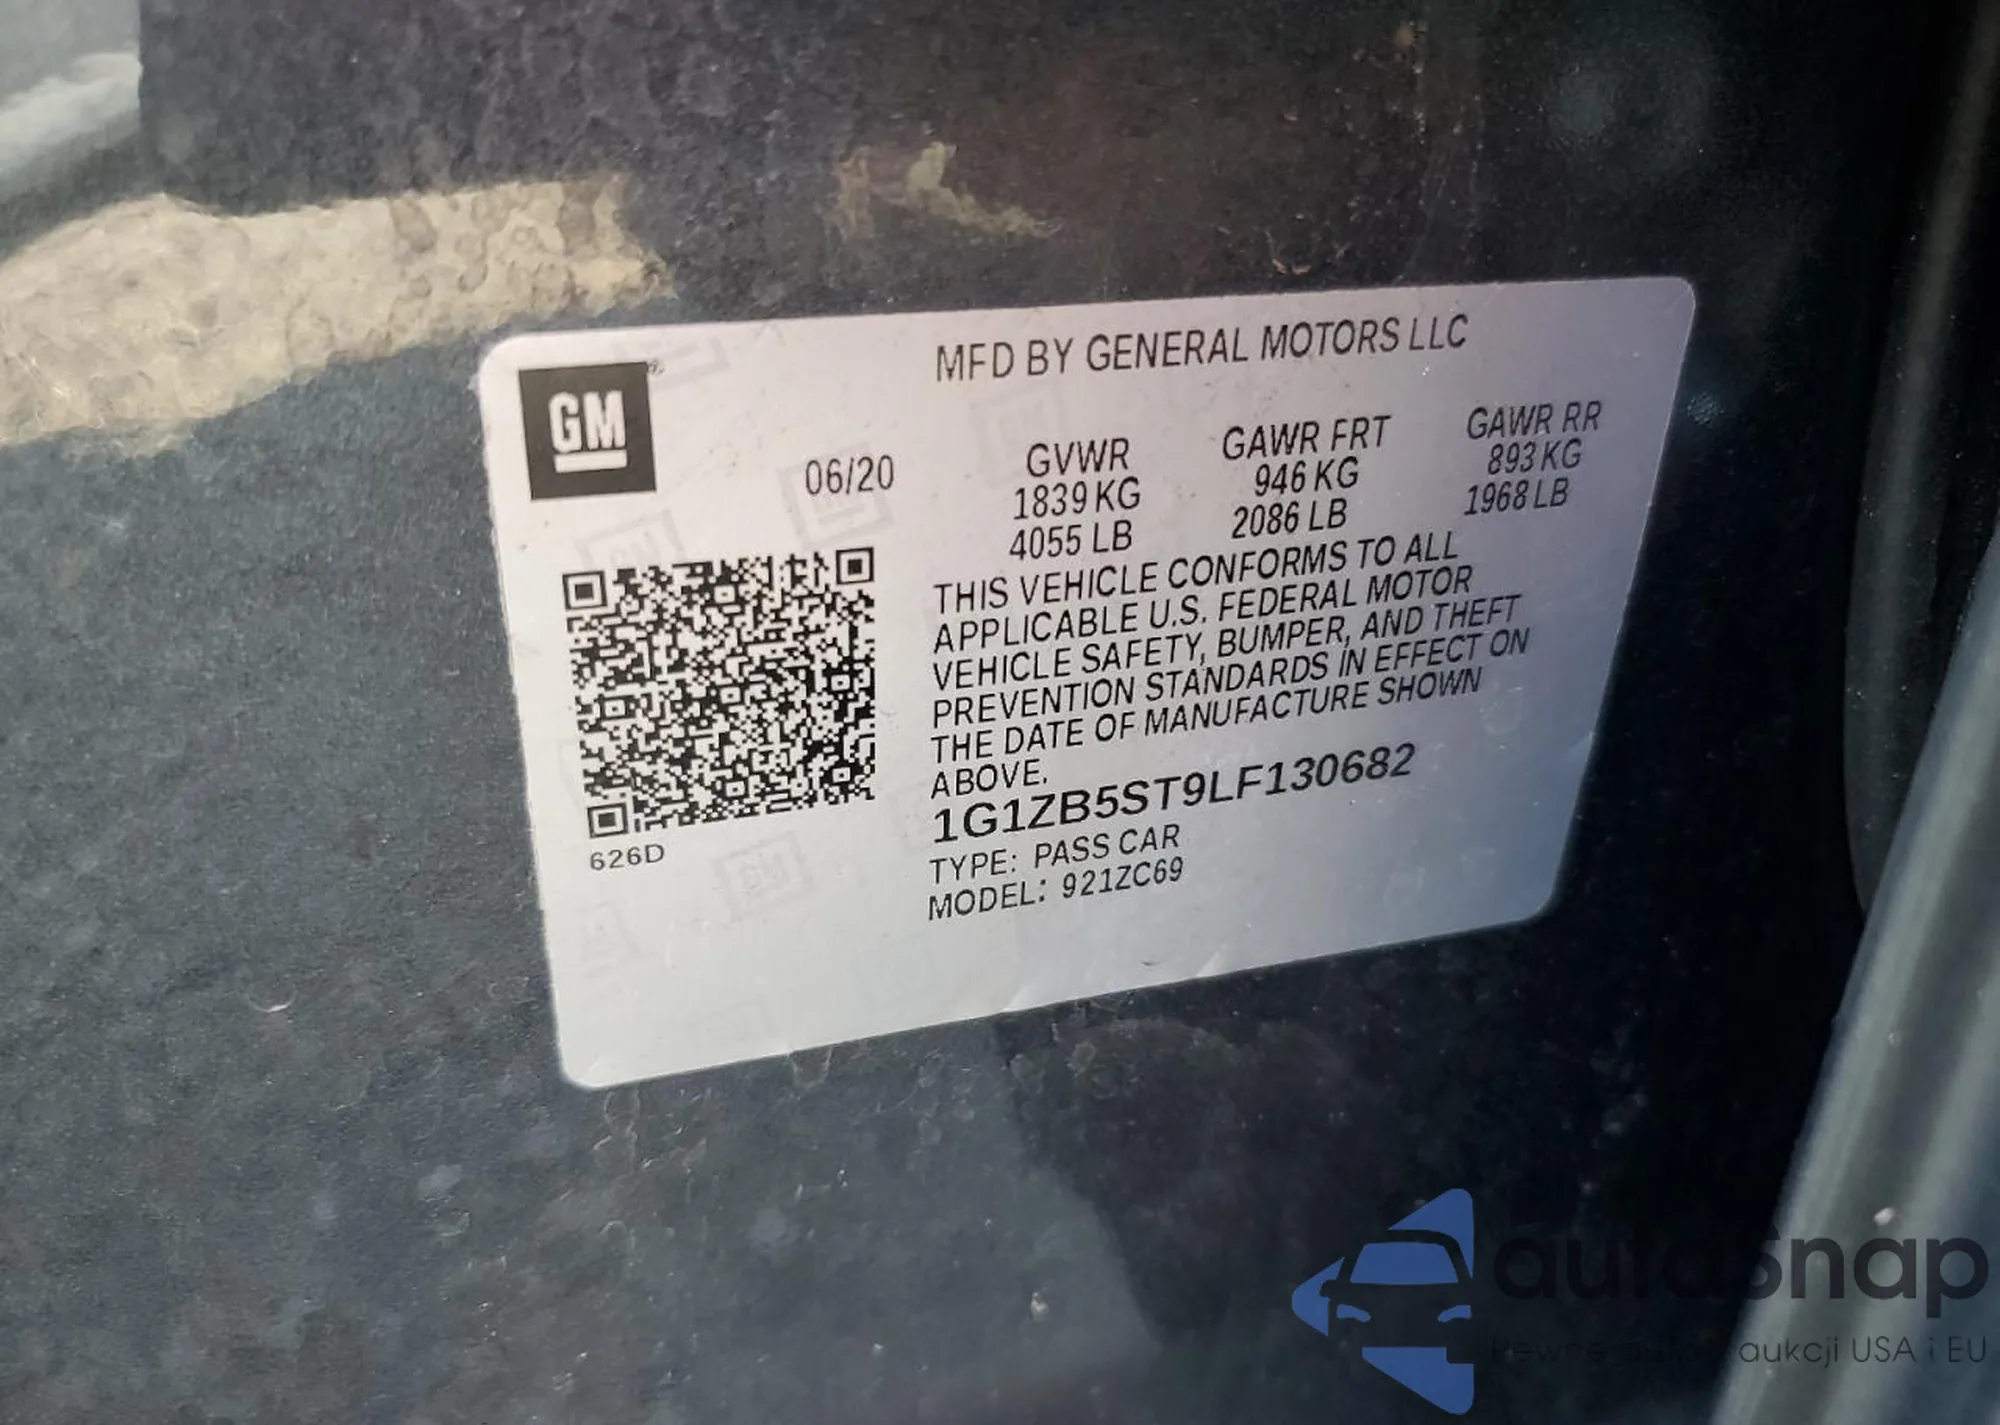 MFD BY GENERAL MOTORS LLC
GM
06/20
GVWR
1839 KG
4055 LB
GAWR FRT
946 KG
2086 LB
GAWR RR
893 KG
1968 LB
THIS VEHICLE CONFORMS TO ALL
APPLICABLE U.S. FEDERAL MOTOR
VEHICLE SAFETY, BUMPER, AND THEFT
PREVENTION STANDARDS IN EFFECT ON
THE DATE OF MANUFACTURE SHOWN
ABOVE.
1G1ZB5ST9LF130682
TYPE: PASS CAR
MODEL: 921ZC69
626D
autasnap
Pewne auta z aukcji USA i EU